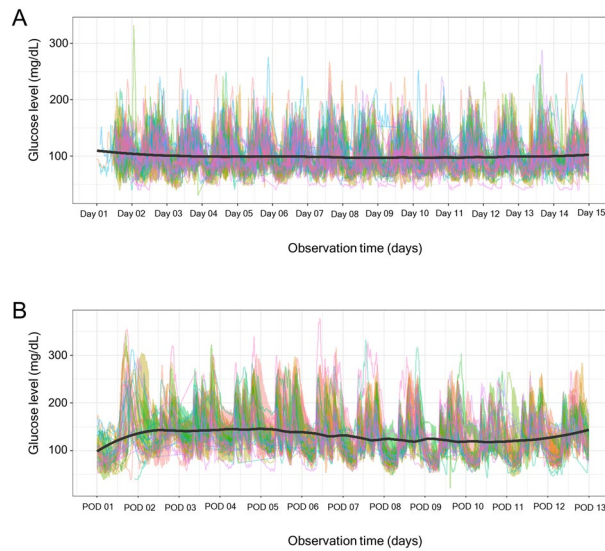 A
Glucose level (mg/dL)
300
200
100
Day 01 Day 02 Day 03 Day 04 Day 05 Day 06 Day 07 Day 08 Day 09 Day 10 Day 11 Day 12 Day 13 Day 14 Day 15
Observation time (days)
B
Glucose level (mg/dL)
300
200
100
POD 01 POD 02 POD 03 POD 04 POD 05 POD 06 POD 07 POD 08 POD 09 POD 10 POD 11 POD 12 POD 13
Observation time (days)